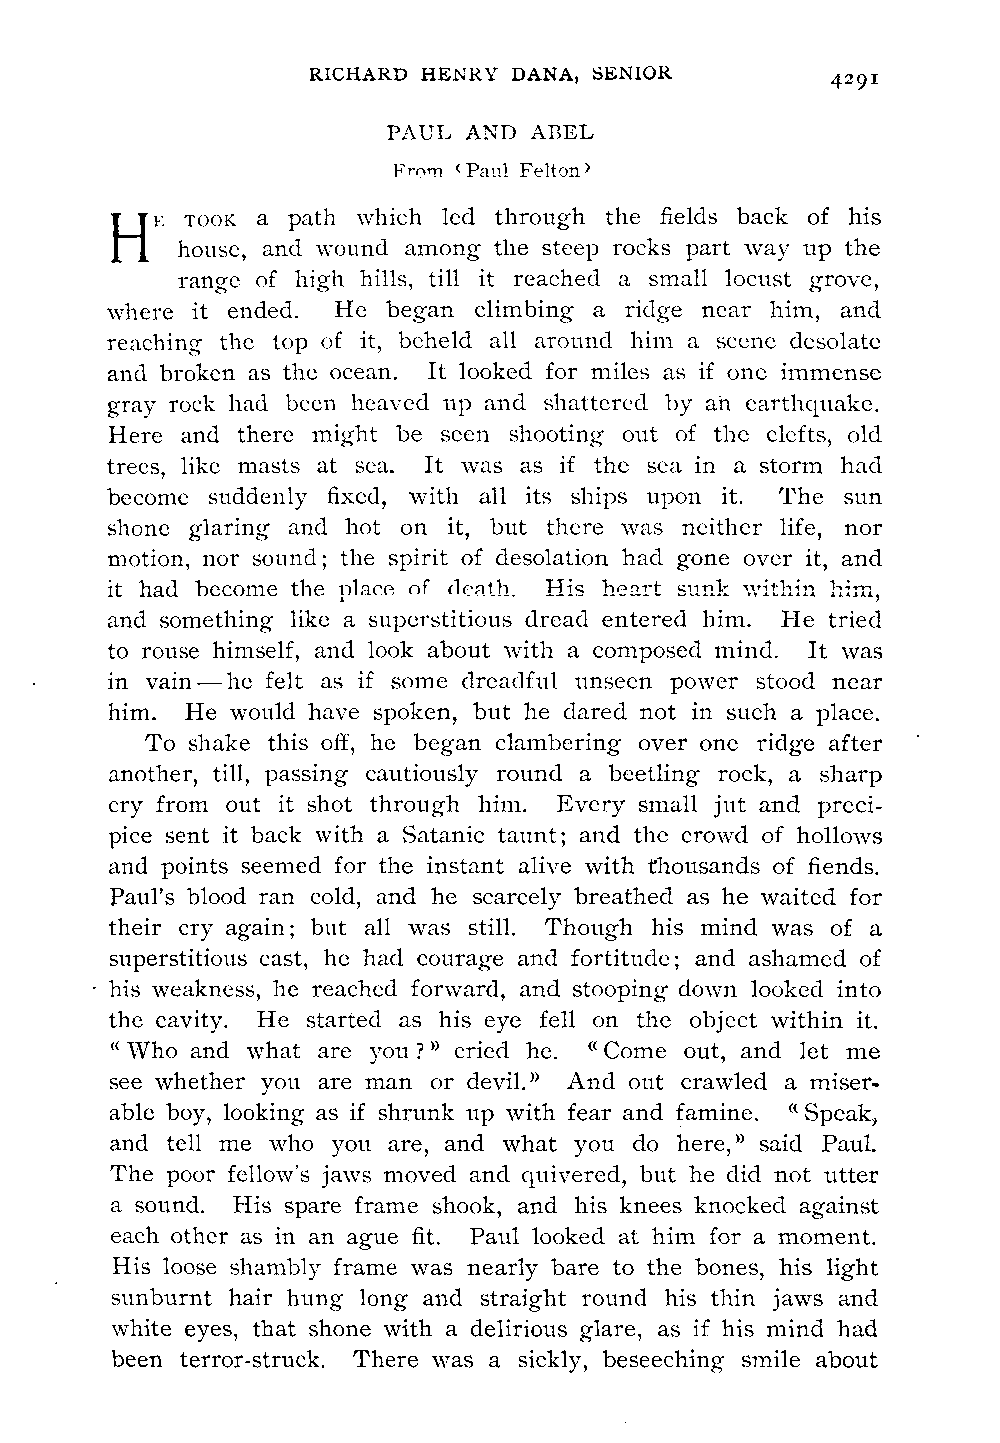 RICHARD HENRY DANA, SENIOR 4291
PAUL AND ABEL
From ‹Paul Felton›
HE TOOK a path which led through the fields back of his
house, and wound among the steep rocks part way up the
range of high hills, till it reached a small locust grove,
where it ended. He began climbing a ridge near him, and
reaching the top of it, beheld all around him a scene desolate
and broken as the ocean. It looked for miles as if one immense
gray rock had been heaved up and shattered by an earthquake.
Here and there might be seen shooting out of the clefts, old
trees, like masts at sea. It was as if the sea in a storm had
become suddenly fixed, with all its ships upon it. The sun
shone glaring and hot on it, but there was neither life, nor
motion, nor sound; the spirit of desolation had gone over it, and
it had become the place of death. His heart sunk within him,
and something like a superstitious dread entered him. He tried
to rouse himself, and look about with a composed mind. It was
in vain—he felt as if some dreadful unseen power stood near
him. He would have spoken, but he dared not in such a place.
To shake this off, he began clambering over one ridge after
another, till, passing cautiously round a beetling rock, a sharp
cry from out it shot through him. Every small jut and preci-
pice sent it back with a Satanic taunt; and the crowd of hollows
and points seemed for the instant alive with thousands of fiends.
Paul's blood ran cold, and he scarcely breathed as he waited for
their cry again; but all was still. Though his mind was of a
superstitious cast, he had courage and fortitude; and ashamed of
his weakness, he reached forward, and stooping down looked into
the cavity. He started as his eye fell on the object within it.
«Who and what are you?» cried he. «Come out, and let me
see whether you are man or devil.» And out crawled a miser-
able boy, looking as if shrunk up with fear and famine. «Speak,
and tell me who you are, and what you do here,» said Paul.
The poor fellow's jaws moved and quivered, but he did not utter
a sound. His spare frame shook, and his knees knocked against
each other as in an ague fit. Paul looked at him for a moment.
His loose shambly frame was nearly bare to the bones, his light
sunburnt hair hung long and straight round his thin jaws and
white eyes, that shone with a delirious glare, as if his mind had
been terror-struck. There was a sickly, beseeching smile about